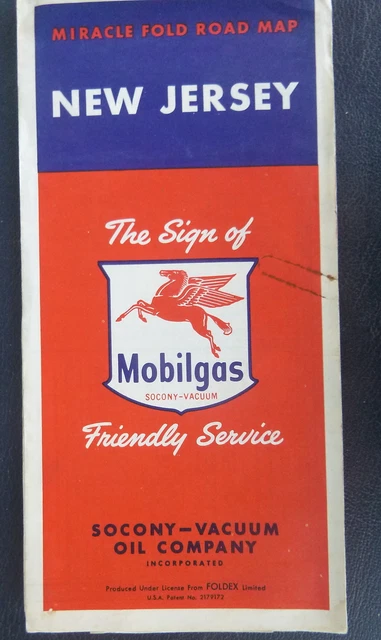 MIRACLE FOLD ROAD MAP
NEW JERSEY
The Sign of
Mobilgas
SOCONY-VACUUM
Friendly Service
SOCONY-VACUUM
OIL COMPANY
INCORPORATED
Produced Under License From FOLDEX Limited
U.S.A. Patent No. 2179172